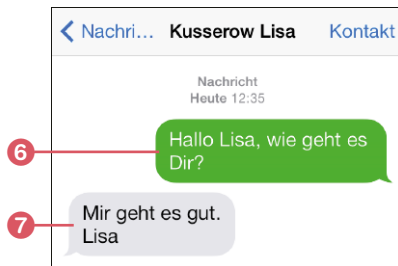 Nachri... Kusserow Lisa Kontakt
Nachricht
Heute 12:35
Hallo Lisa, wie geht es
Dir?
6
Mir geht es gut.
Lisa
7